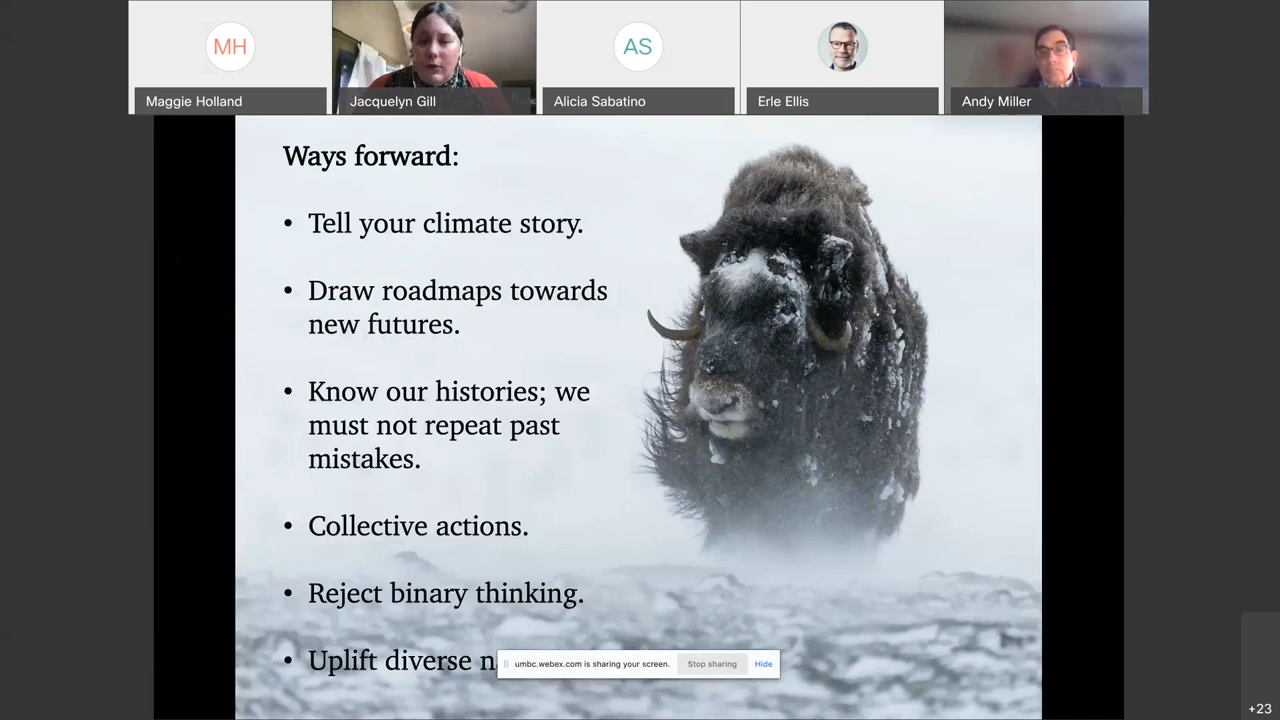 MH
Maggie Holland
Jacquelyn Gill
AS
Alicia Sabatino
Erle Ellis
Andy Miller
Ways forward:
• Tell your climate story.
• Draw roadmaps towards
new futures.
• Know our histories; we
must not repeat past
mistakes.
• Collective actions.
• Reject binary thinking.
• Uplift diverse
umbc.webex.com is sharing your screen.
Stop sharing
Hide
+23